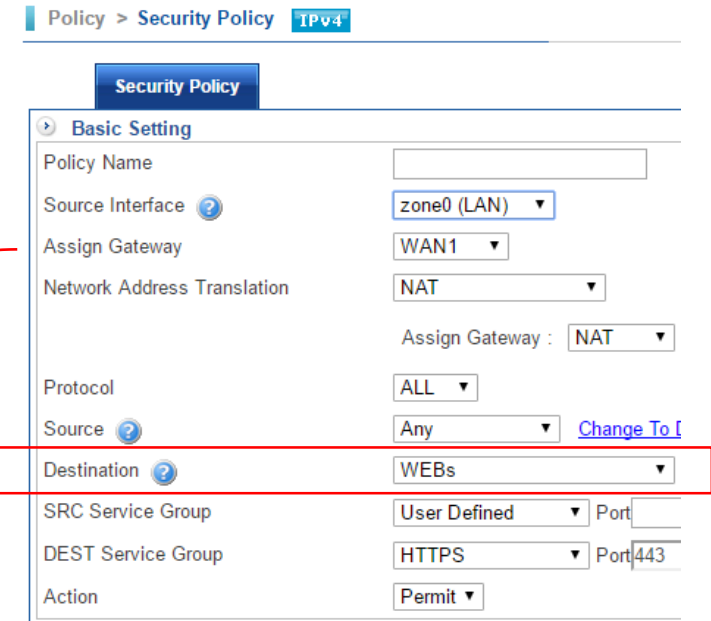 Policy > Security Policy IPv4
Security Policy
Basic Setting
Policy Name
Source Interface ? zone0 (LAN)
Assign Gateway WAN1
Network Address Translation NAT
Assign Gateway : NAT
Protocol ALL
Source ? Any Change To
Destination ? WEBs
SRC Service Group User Defined Port
DEST Service Group HTTPS Port 443
Action Permit